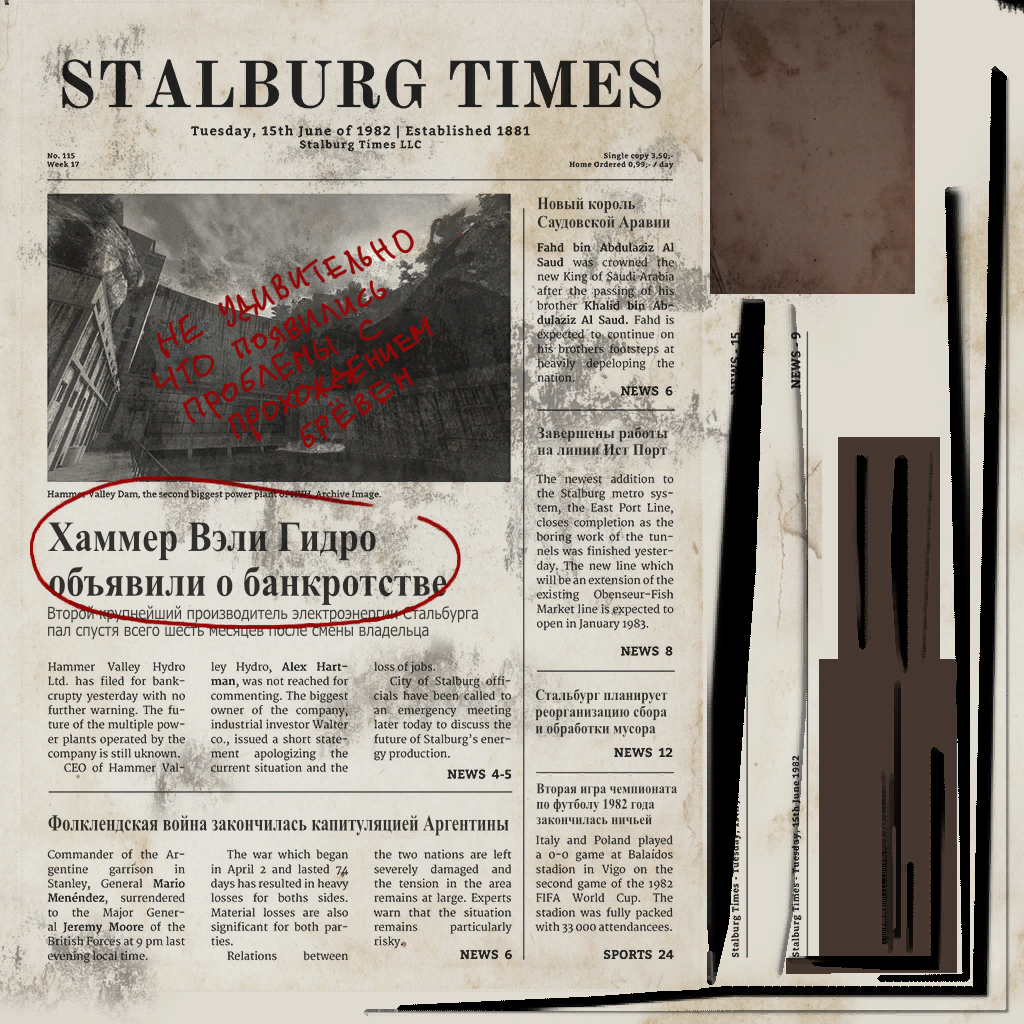 STALBURG TIMES
Tuesday, 15th June of 1982 | Established 1881
Stalburg Times LLC
No. 115
Week 17
Single copy 3,50;-
Home Ordered 0,99;- / day
НЕ УДИВИТЕЛЬНО
ЧТО ПОЯВИЛИСЬ
ПРОБЛЕМЫ С
ПРОХОЖДЕНИЕМ
БРЁВЕН
Hammer Valley Dam, the second biggest power plant of HVH. Archive Image.
Хаммер Вэли Гидро
объявили о банкротстве
Второй крупнейший производитель электроэнергии Стальбурга
пал спустя всего шесть месяцев после смены владельца
Hammer Valley Hydro
Ltd. has filed for bank-
crupty yesterday with no
further warning. The fu-
ture of the multiple pow-
er plants operated by the
company is still uknown.
CEO of Hammer Val-
ley Hydro, Alex Hart-
man, was not reached for
commenting. The biggest
owner of the company,
industrial investor Walter
co., issued a short state-
ment apologizing the
current situation and the
loss of jobs.
City of Stalburg offi-
cials have been called to
an emergency meeting
later today to discuss the
future of Stalburg's ener-
gy production.
NEWS 4-5
Фолклендская война закончилась капитуляцией Аргентины
Commander of the Ar-
gentine garrison in
Stanley, General Mario
Menéndez, surrendered
to the Major Gener-
al Jeremy Moore of the
British Forces at 9 pm last
evening local time.
The war which began
in April 2 and lasted 74
days has resulted in heavy
losses for boths sides.
Material losses are also
significant for both par-
ties.
Relations between
the two nations are left
severely damaged and
the tension in the area
remains at large. Experts
warn that the situation
remains particularly
risky.
NEWS 6
Новый король
Саудовской Аравии
Fahd bin Abdulaziz Al
Saud was crowned the
new King of Saudi Arabia
after the passing of his
brother Khalid bin Ab-
dulaziz Al Saud. Fahd is
expected to continue on
his brothers footsteps at
heavily depeloping the
nation.
NEWS 6
Завершены работы
на линии Ист Порт
The newest addition to
the Stalburg metro sys-
tem, the East Port Line,
closes completion as the
boring work of the tun-
nels was finished yester-
day. The new line which
will be an extension of the
existing Obenseur-Fish
Market line is expected to
open in January 1983.
NEWS 8
Стальбург планирует
реорганизацию сбора
и обработки мусора
NEWS 12
Вторая игра чемпионата
по футболу 1982 года
закончилась ничьей
Italy and Poland played
a 0-0 game at Balaídos
stadion in Vigo on the
second game of the 1982
FIFA World Cup. The
stadion was fully packed
with 33 000 attendancees.
SPORTS 24
NEWS - 15
Stalburg Times - Tuesday, 15th
NEWS - 9
Stalburg Times - Tuesday, 15th June 1982